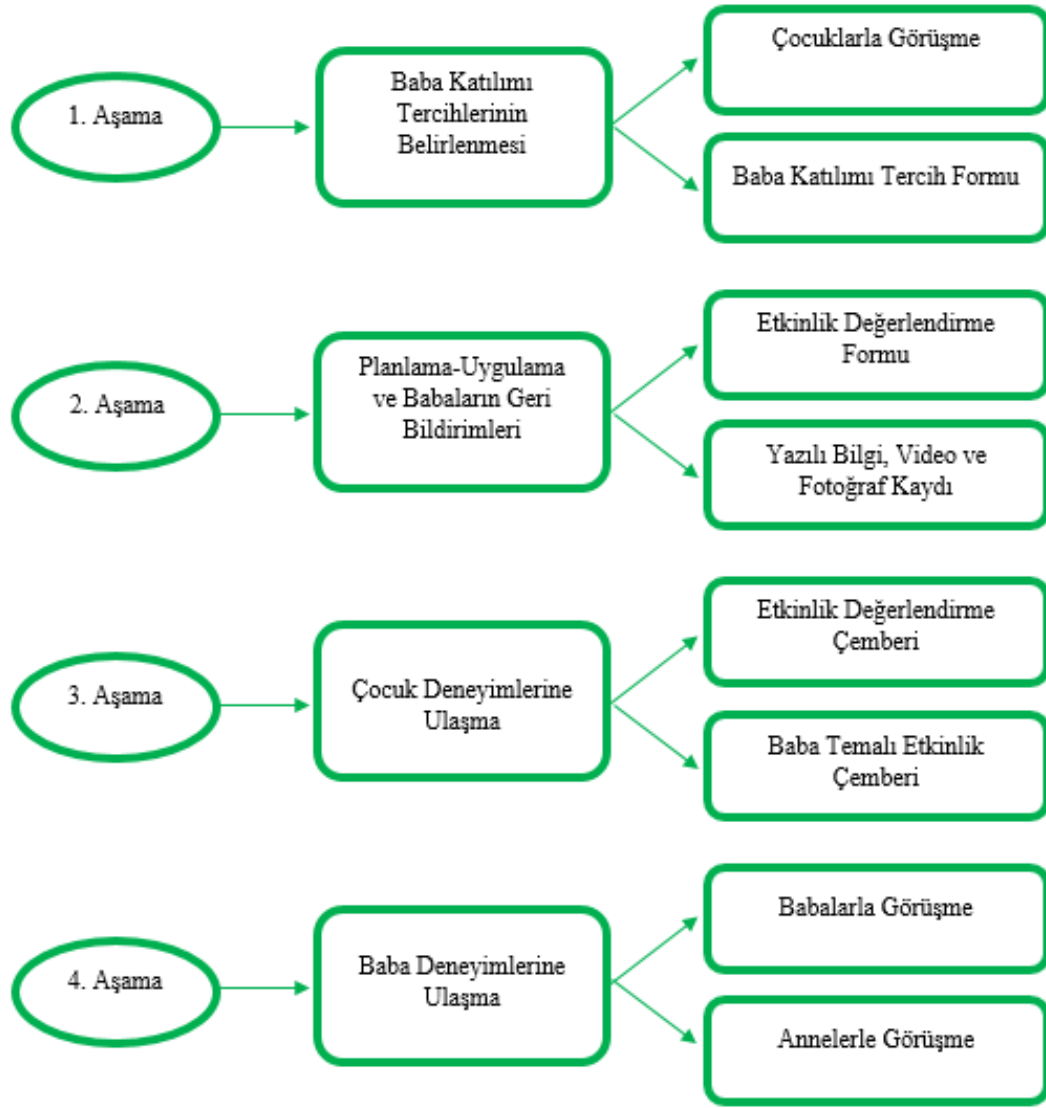 1. Aşama
Baba Katılımı
Tercihlerinin
Belirlenmesi
Çocuklarla Görüşme
Baba Katılımı Tercih Formu
2. Aşama
Planlama-Uygulama
ve Babaların Geri
Bildirimleri
Etkinlik Değerlendirme
Formu
Yazılı Bilgi, Video ve
Fotoğraf Kaydı
3. Aşama
Çocuk Deneyimlerine
Ulaşma
Etkinlik Değerlendirme
Çemberi
Baba Temalı Etkinlik
Çemberi
4. Aşama
Baba Deneyimlerine
Ulaşma
Babalarla Görüşme
Annelerle Görüşme